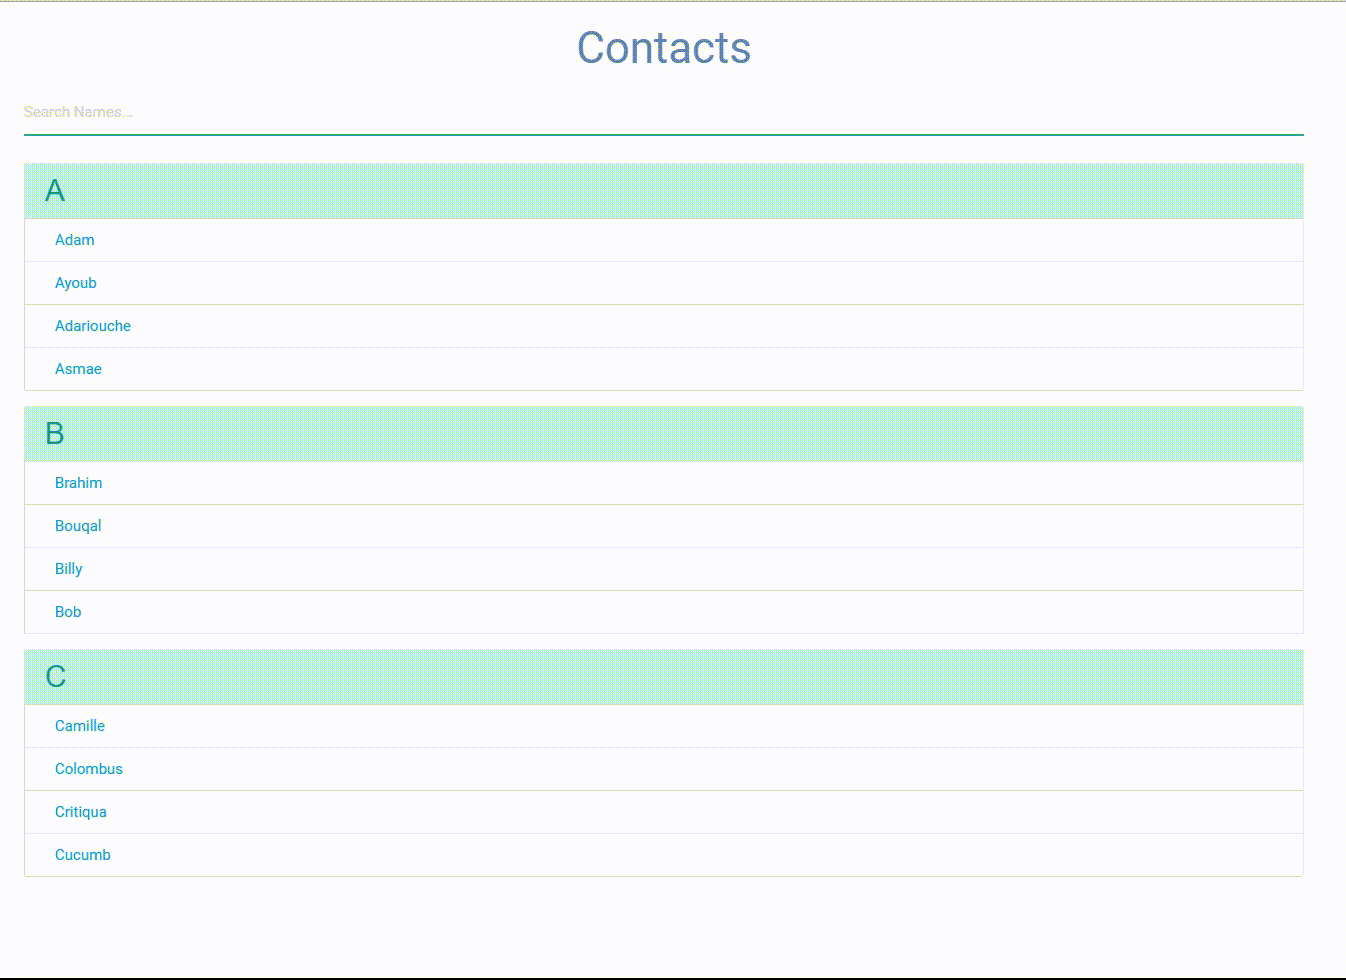 Contacts
Search Names...
A
Adam
Ayoub
Adariouche
Asmae
B
Brahim
Bouqal
Billy
Bob
C
Camille
Colombus
Critiqua
Cucumb